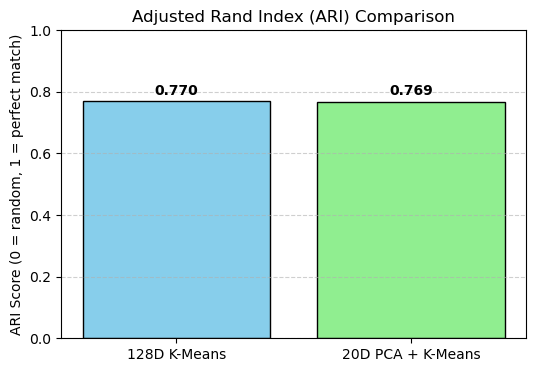 Adjusted Rand Index (ARI) Comparison
ARI Score (0 = random, 1 = perfect match)
1.0
0.8
0.6
0.4
0.2
0.0
0.770
0.769
128D K-Means
20D PCA + K-Means